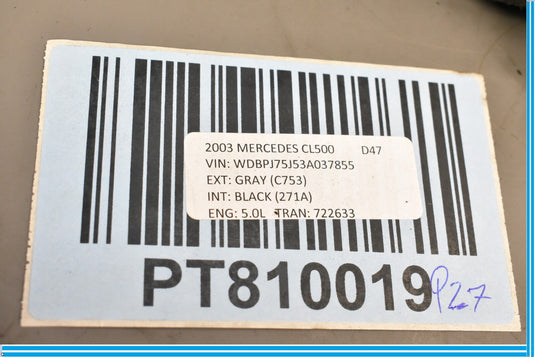 2003 MERCEDES CL500 D47
VIN: WDBPJ75J53A037855
EXT: GRAY (C753)
INT: BLACK (271A)
ENG: 5.0L TRAN: 722633
PT810019 P27